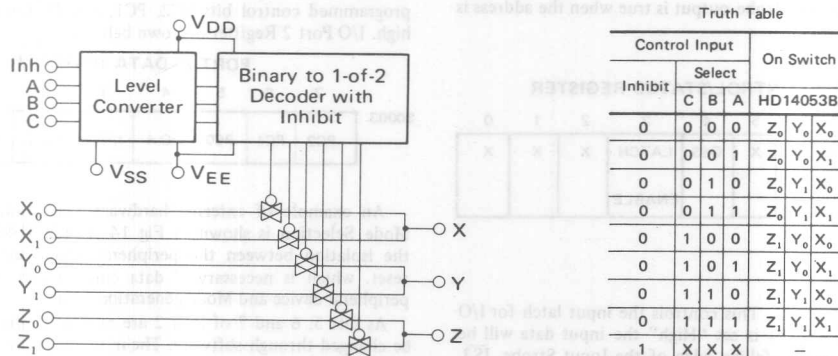 Truth Table
V_DD
Inh
A
B
C
Level
Converter
Binary to 1-of-2
Decoder with
Inhibit
V_SS
V_EE
X₀
X₁
Y₀
Y₁
Z₀
Z₁
X
Y
Z
Control Input
On Switch
Inhibit
Select
C B A
HD14053B
0 0 0 0 Z₀ Y₀ X₀
0 0 0 1 Z₀ Y₀ X₁
0 0 1 0 Z₀ Y₁ X₀
0 0 1 1 Z₀ Y₁ X₁
0 1 0 0 Z₁ Y₀ X₀
0 1 0 1 Z₁ Y₀ X₁
0 1 1 0 Z₁ Y₁ X₀
0 1 1 1 Z₁ Y₁ X₁
1 X X X –